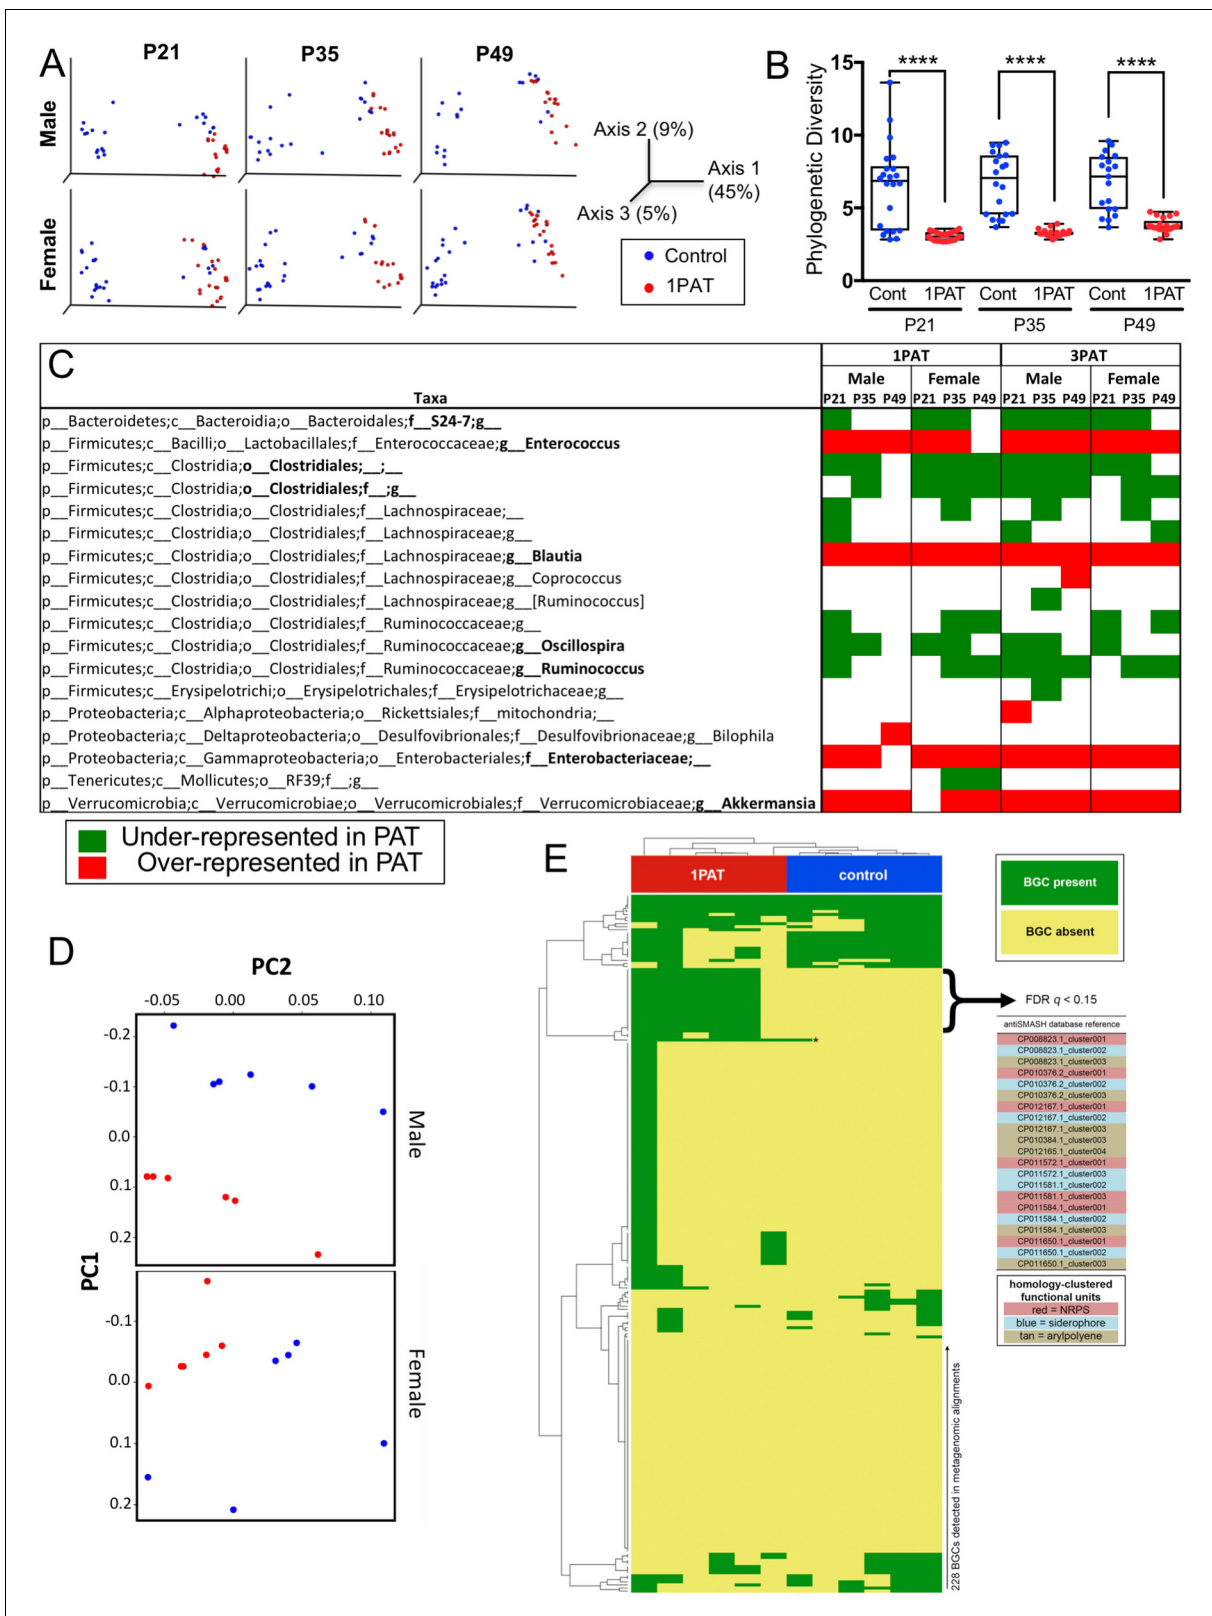 A
P21
P35
P49
Male
Female
Axis 2 (9%)
Axis 1
(45%)
Axis 3 (5%)
Control
1PAT
B
Phylogenetic Diversity
15
10
5
0
****
****
****
Cont 1PAT Cont 1PAT Cont 1PAT
P21 P35 P49
C
1PAT 3PAT
Male Female Male Female
Taxa
P21 P35 P49 P21 P35 P49 P21 P35 P49 P21 P35 P49
p__Bacteroidetes;c__Bacteroidia;o__Bacteroidales;f__S24-7;g__
p__Firmicutes;c__Bacilli;o__Lactobacillales;f__Enterococcaceae;g__Enterococcus
p__Firmicutes;c__Clostridia;o__Clostridiales;__;__
p__Firmicutes;c__Clostridia;o__Clostridiales;f__;g__
p__Firmicutes;c__Clostridia;o__Clostridiales;f__Lachnospiraceae;__
p__Firmicutes;c__Clostridia;o__Clostridiales;f__Lachnospiraceae;g__
p__Firmicutes;c__Clostridia;o__Clostridiales;f__Lachnospiraceae;g__Blautia
p__Firmicutes;c__Clostridia;o__Clostridiales;f__Lachnospiraceae;g__Coprococcus
p__Firmicutes;c__Clostridia;o__Clostridiales;f__Lachnospiraceae;g__[Ruminococcus]
p__Firmicutes;c__Clostridia;o__Clostridiales;f__Ruminococcaceae;g__
p__Firmicutes;c__Clostridia;o__Clostridiales;f__Ruminococcaceae;g__Oscillospira
p__Firmicutes;c__Clostridia;o__Clostridiales;f__Ruminococcaceae;g__Ruminococcus
p__Firmicutes;c__Erysipelotrichi;o__Erysipelotrichales;f__Erysipelotrichaceae;g__
p__Proteobacteria;c__Alphaproteobacteria;o__Rickettsiales;f__mitochondria;__
p__Proteobacteria;c__Deltaproteobacteria;o__Desulfovibrionales;f__Desulfovibrionaceae;g__Bilophila
p__Proteobacteria;c__Gammaproteobacteria;o__Enterobacteriales;f__Enterobacteriaceae;__
p__Tenericutes;c__Mollicutes;o__RF39;f__;g__
p__Verrucomicrobia;c__Verrucomicrobiae;o__Verrucomicrobiales;f__Verrucomicrobiaceae;g__Akkermansia
Under-represented in PAT
Over-represented in PAT
D
PC2
-0.05 0.00 0.05 0.10
-0.2
-0.1
0.0
0.1
0.2
Male
PC1
-0.1
0.0
0.1
0.2
Female
E
1PAT control
*
228 BGCs detected in metagenomic alignments
BGC present
BGC absent
FDR q < 0.15
antiSMASH database reference
CP008823.1_cluster001
CP008823.1_cluster002
CP008823.1_cluster003
CP010376.2_cluster001
CP010376.2_cluster002
CP010376.2_cluster003
CP012167.1_cluster001
CP012167.1_cluster002
CP012167.1_cluster003
CP010384.1_cluster003
CP012165.1_cluster004
CP011572.1_cluster001
CP011572.1_cluster003
CP011581.1_cluster002
CP011581.1_cluster003
CP011584.1_cluster001
CP011584.1_cluster002
CP011584.1_cluster003
CP011650.1_cluster001
CP011650.1_cluster002
CP011650.1_cluster003
homology-clustered
functional units
red = NRPS
blue = siderophore
tan = arylpolyene